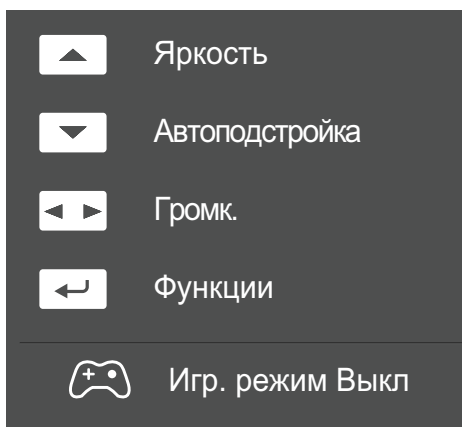 Яркость
Автоподстройка
Громк.
Функции
Игр. режим Выкл